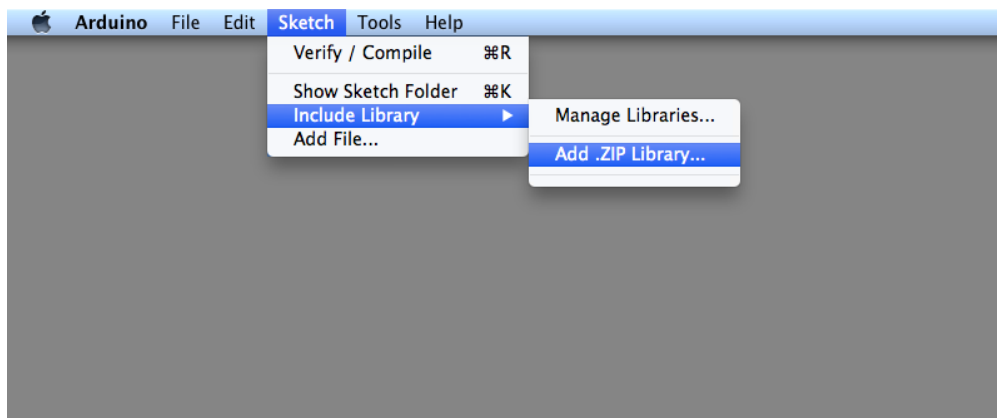 Arduino File Edit Sketch Tools Help
Verify / Compile ⌘R
Show Sketch Folder ⌘K
Include Library ▶
Add File...
Manage Libraries...
Add .ZIP Library...